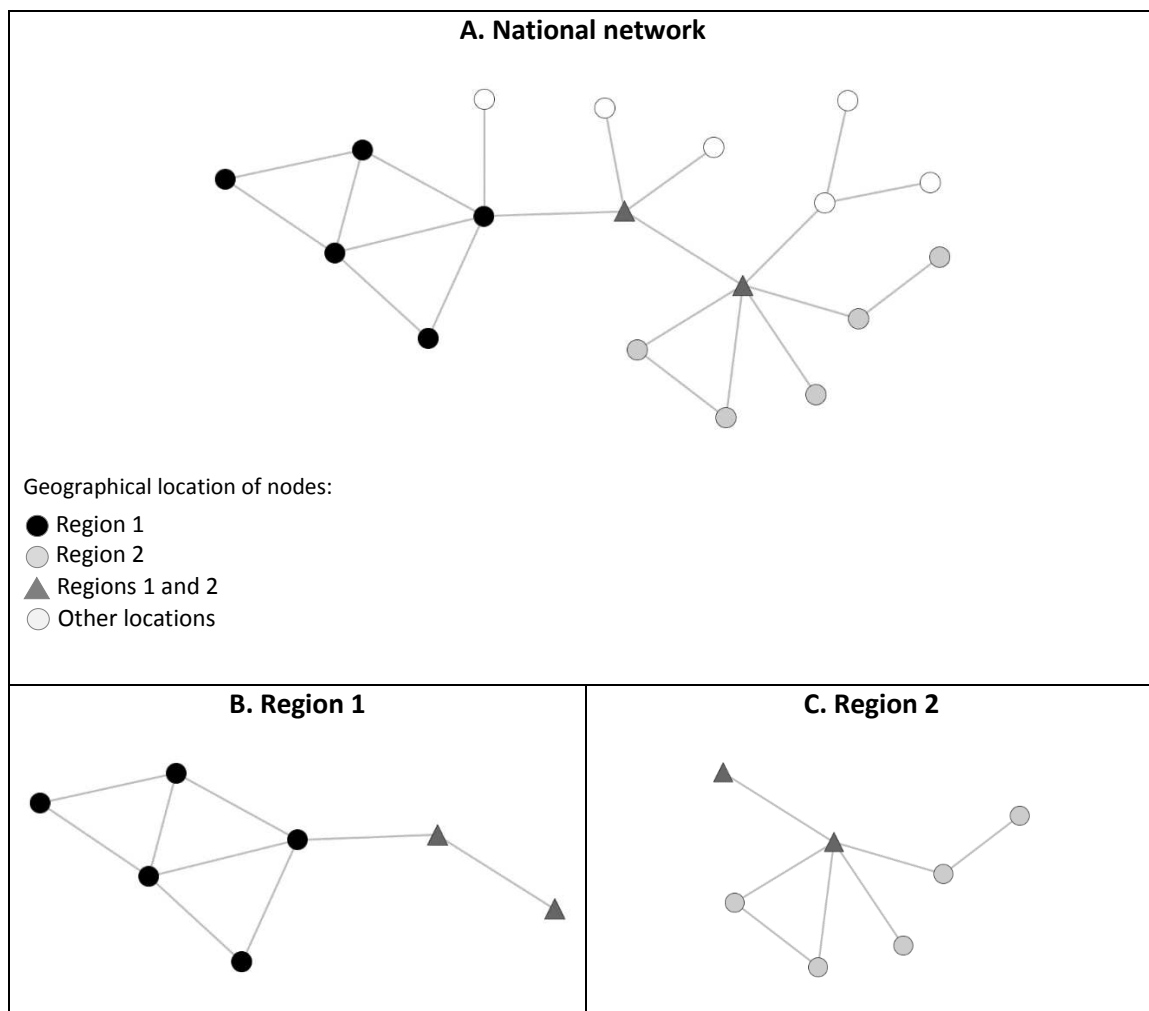 A. National network
Geographical location of nodes:
Region 1
Region 2
Regions 1 and 2
Other locations
B. Region 1
C. Region 2